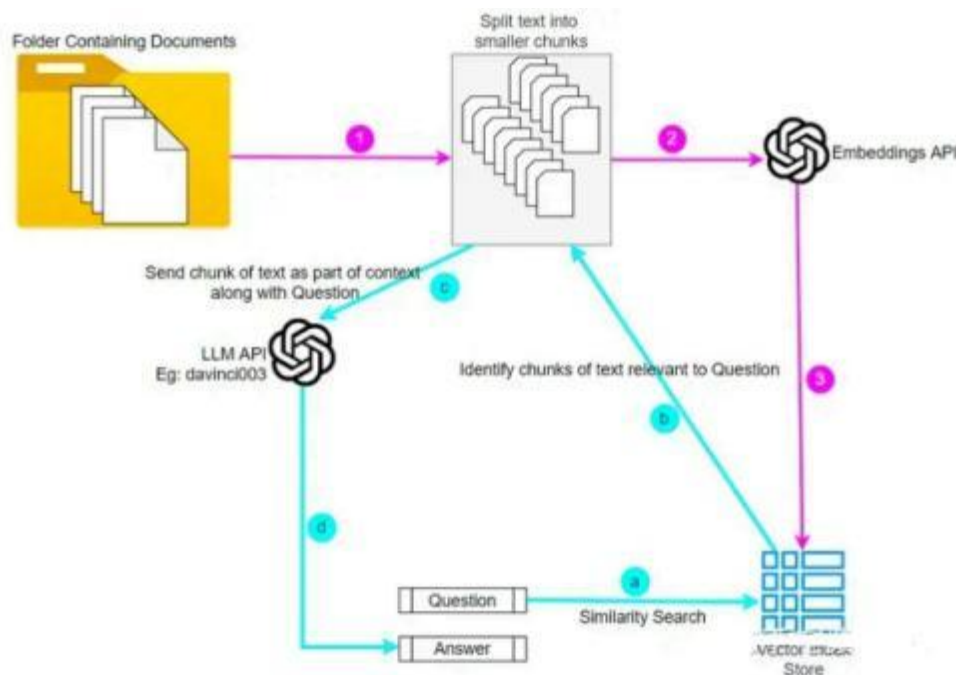 Split text into
smaller chunks
Folder Containing Documents
1
2
Embeddings API
Send chunk of text as part of context
along with Question
c
LLM API
Eg: davinci003
Identify chunks of text relevant to Question
3
b
d
a
Question
Similarity Search
Answer
Vector
Store